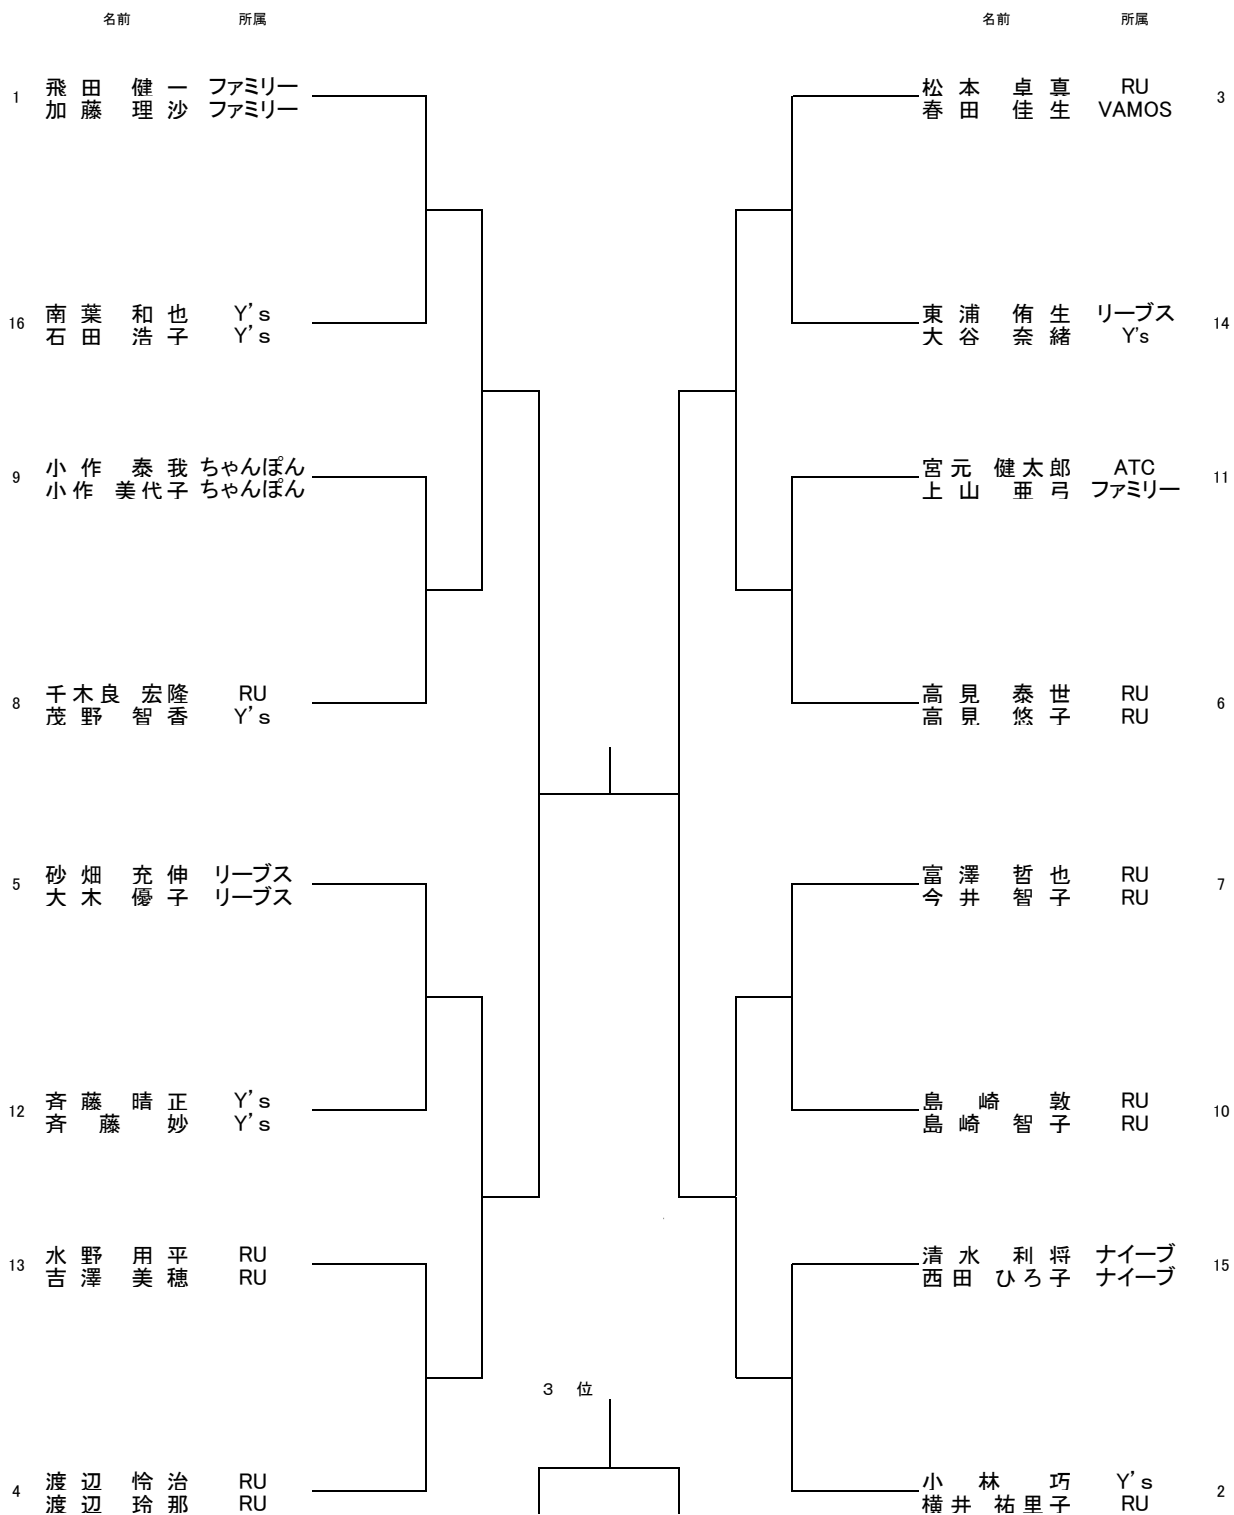 名前 所属
1 飛田 健一 ファミリー
加藤 理沙 ファミリー
16 南葉 和也 Y's
石田 浩子 Y's
9 小作 泰我 ちゃんぽん
小作 美代子 ちゃんぽん
8 千木良 宏隆 RU
茂野 智香 Y's
5 砂畑 充伸 リーブス
大木 優子 リーブス
12 斉藤 晴正 Y's
斉藤 妙 Y's
13 水野 用平 RU
吉澤 美穂 RU
4 渡辺 怜治 RU
渡辺 玲那 RU
3 位
名前 所属
松本 卓真 RU 3
春田 佳生 VAMOS
東浦 侑生 リーブス 14
大谷 奈緒 Y's
宮元 健太郎 ATC 11
上山 亜弓 ファミリー
高見 泰世 RU 6
高見 悠子 RU
富澤 哲也 RU 7
今井 智子 RU
島崎 敦 RU 10
島崎 智子 RU
清水 利将 ナイーブ 15
西田 ひろ子 ナイーブ
小林 巧 Y's 2
横井 祐里子 RU